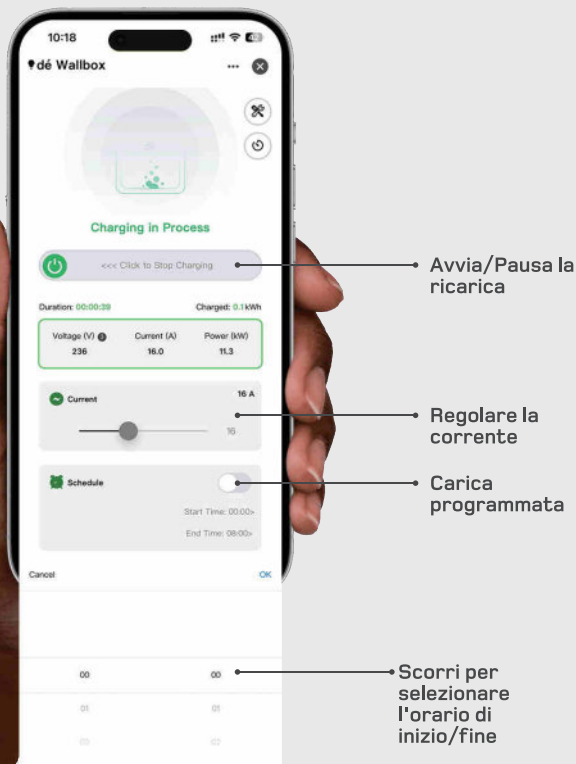 10:18
dé Wallbox
Charging in Process
<<< Click to Stop Charging
Avvia/Pausa la
ricarica
Duration: 00:00:39 Charged: 0.1 kWh
Voltage (V) Current (A) Power (kW)
236 16.0 11.3
Current 16 A
16
Regolare la
corrente
Schedule
Carica
programmata
Start Time: 00:00>
End Time: 08:00>
Cancel OK
00 00
Scorri per
selezionare
l'orario di
inizio/fine
01 01
02 02